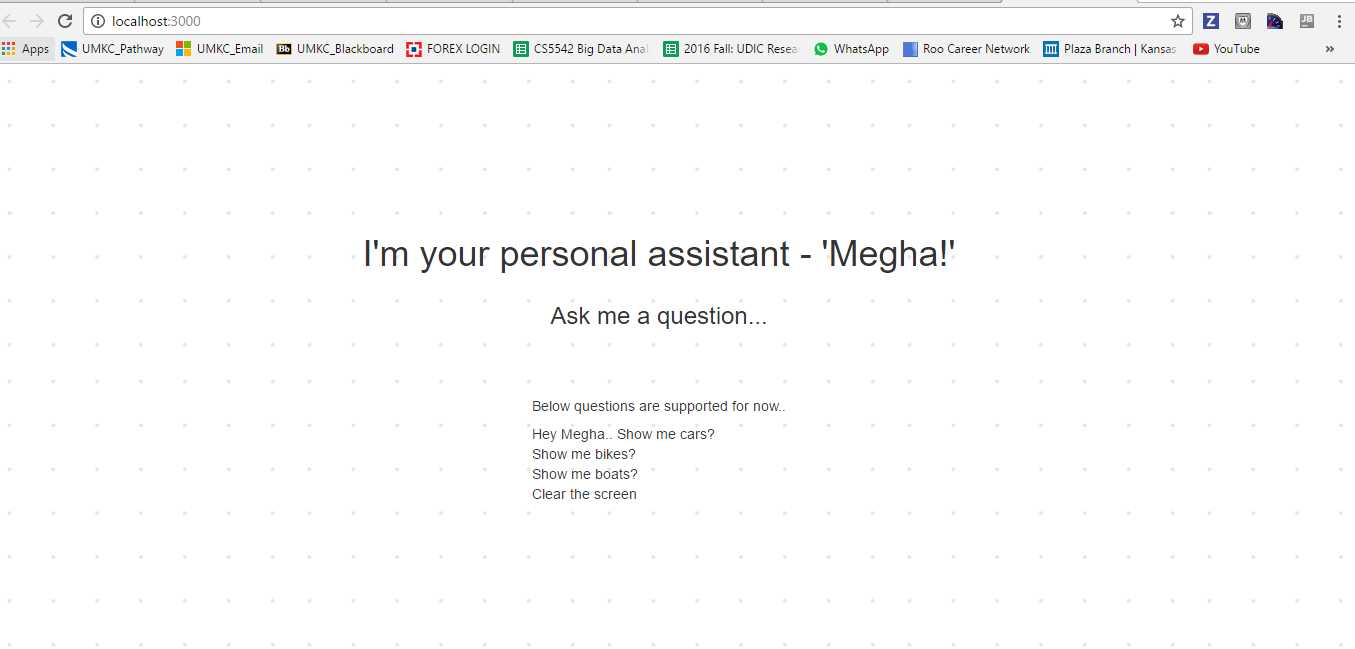 localhost:3000
Apps UMKC_Pathway UMKC_Email Bb UMKC_Blackboard FOREX LOGIN CS5542 Big Data Anal 2016 Fall: UDIC Resea WhatsApp Roo Career Network Plaza Branch | Kansas YouTube »
I'm your personal assistant - 'Megha!'
Ask me a question...
Below questions are supported for now..
Hey Megha.. Show me cars?
Show me bikes?
Show me boats?
Clear the screen